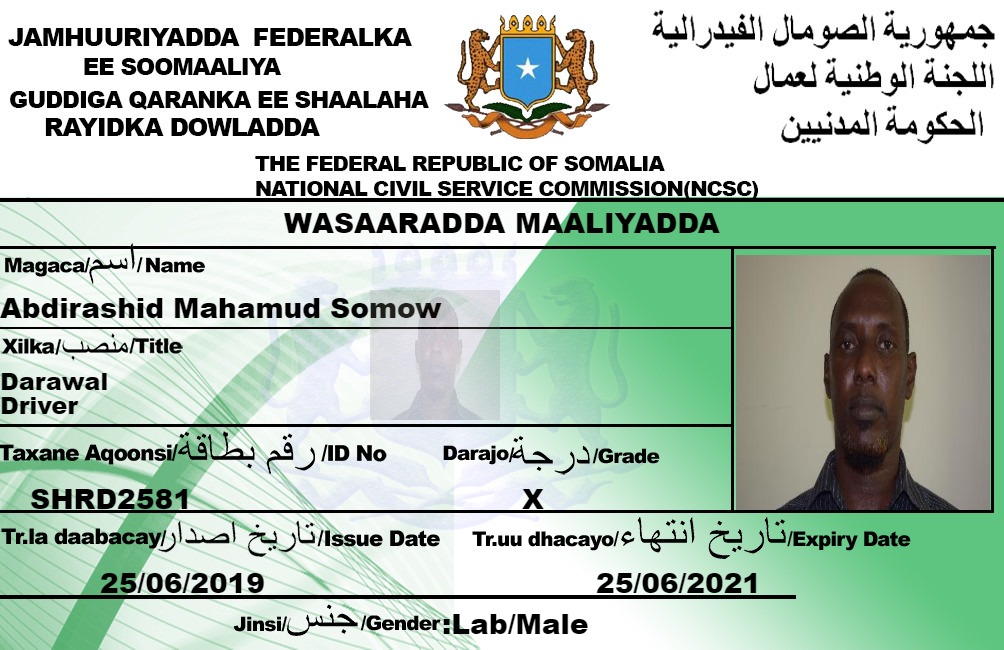 JAMHUURIYADDA FEDERALKA
EE SOOMAALIYA
GUDDIGA QARANKA EE SHAALAHA
RAYIDKA DOWLADDA
جمهورية الصومال الفيدرالية
اللجنة الوطنية لعمال
الحكومة المدنيين
THE FEDERAL REPUBLIC OF SOMALIA
NATIONAL CIVIL SERVICE COMMISSION(NCSC)
WASAARADDA MAALIYADDA
Magaca/اسم/Name
Abdirashid Mahamud Somow
Xilka/منصب/Title
Darawal
Driver
Taxane Aqoonsi/رقم بطاقة/ID No
SHRD2581
Darajo/درجة/Grade
X
Tr.la daabacay/تاريخ اصدار/Issue Date
25/06/2019
Tr.uu dhacayo/تاريخ انتهاء/Expiry Date
25/06/2021
Jinsi/جنس/Gender:Lab/Male